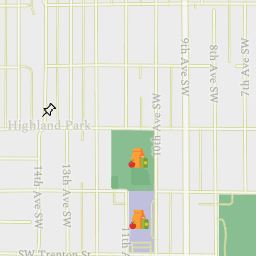 9th Ave SW
8th Ave SW
7th Ave SW
10th Ave SW
Highland Park
14th Ave SW
13th Ave SW
11th A
SW Trenton St